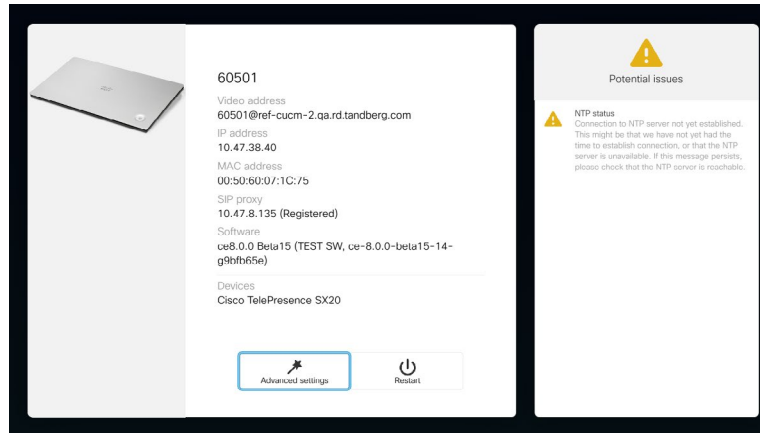 60501
Video address
60501@ref-cucm-2.qa.rd.tandberg.com
IP address
10.47.38.40
MAC address
00:50:60:07:1C:75
SIP proxy
10.47.8.135 (Registered)
Software
ce8.0.0 Beta15 (TEST SW, ce-8.0.0-beta15-14-
g9bfb65e)
Devices
Cisco TelePresence SX20
Advanced settings
Restart
Potential issues
NTP status
Connection to NTP server not yet established.
This might be that we have not yet had the
time to establish connection, or that the NTP
server is unavailable. If this message persists,
please check that the NTP server is reachable.